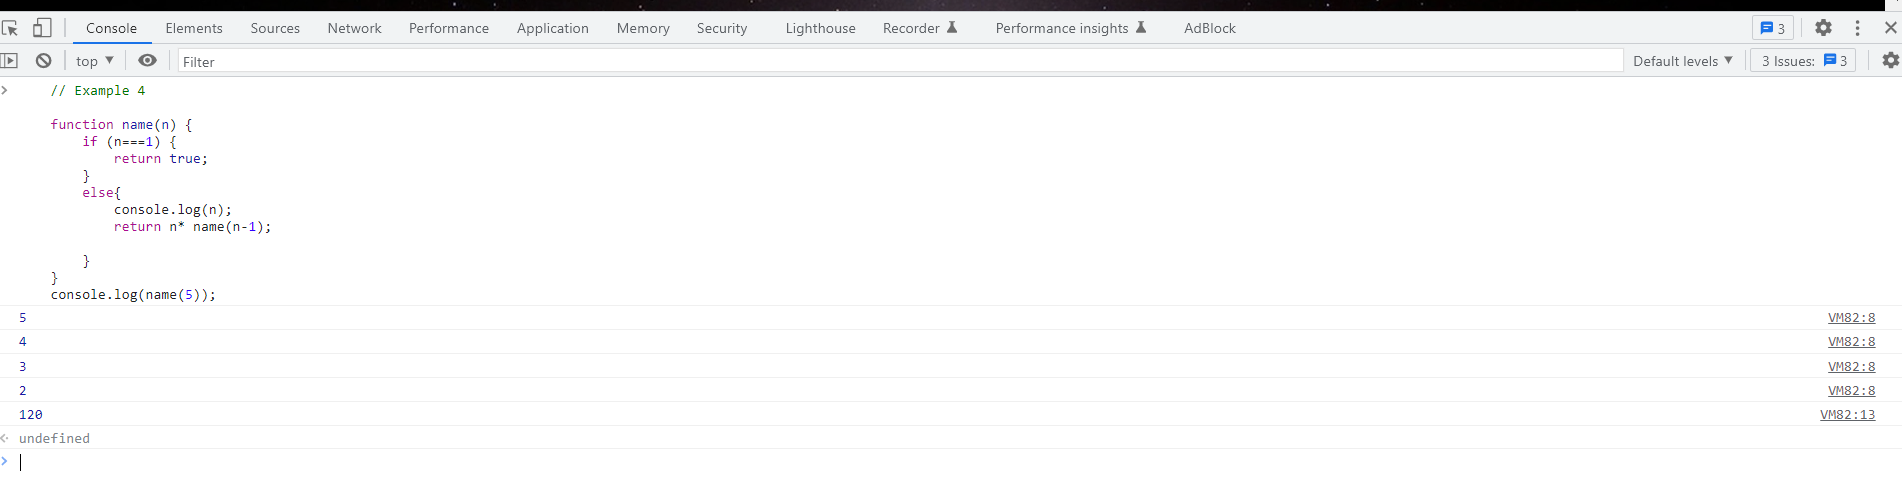 Console Elements Sources Network Performance Application Memory Security Lighthouse Recorder Performance insights AdBlock 3
top Filter Default levels 3 Issues: 3
// Example 4
function name(n) {
    if (n===1) {
        return true;
    }
    else{
        console.log(n);
        return n* name(n-1);
    }
}
console.log(name(5));
5 VM82:8
4 VM82:8
3 VM82:8
2 VM82:8
120 VM82:13
undefined